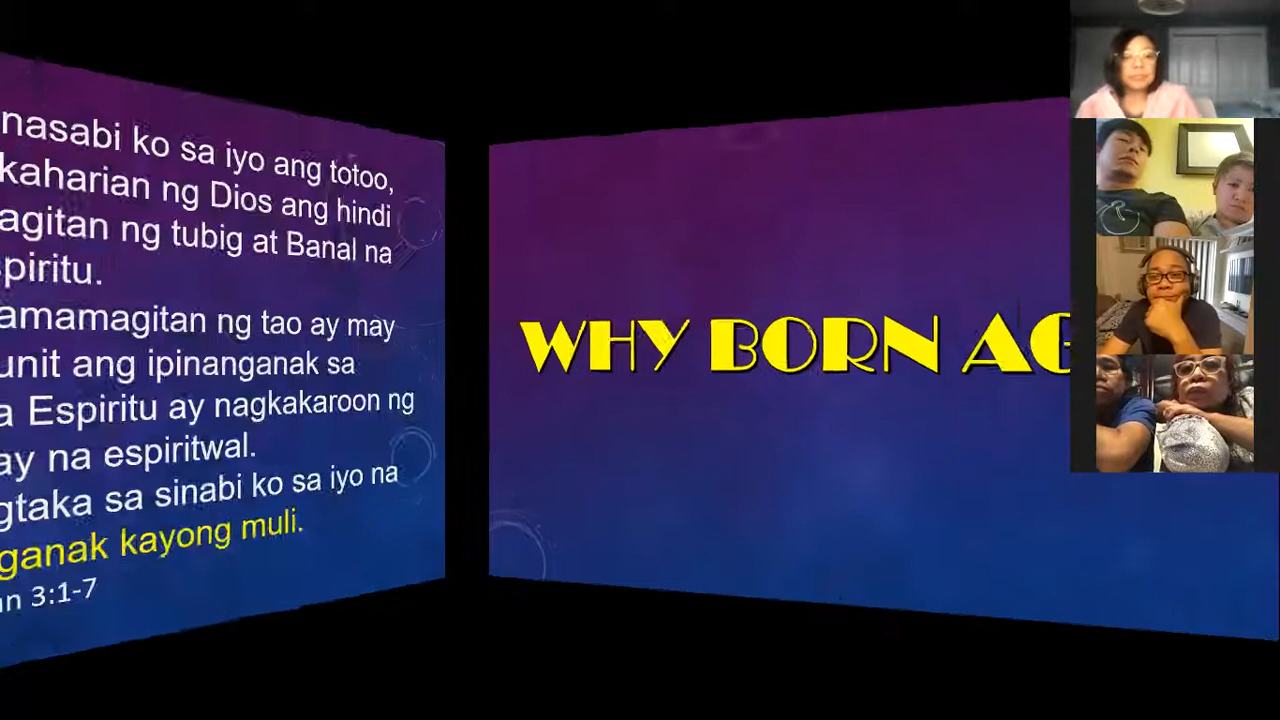 nasabi ko sa iyo ang totoo,
kaharian ng Dios ang hindi
agitan ng tubig at Banal na
piritu.
amamagitan ng tao ay may
unit ang ipinanganak sa
a Espiritu ay nagkakaroon ng
ay na espiritwal.
gtaka sa sinabi ko sa iyo na
ganak kayong muli.
n 3:1-7
WHY BORN AG